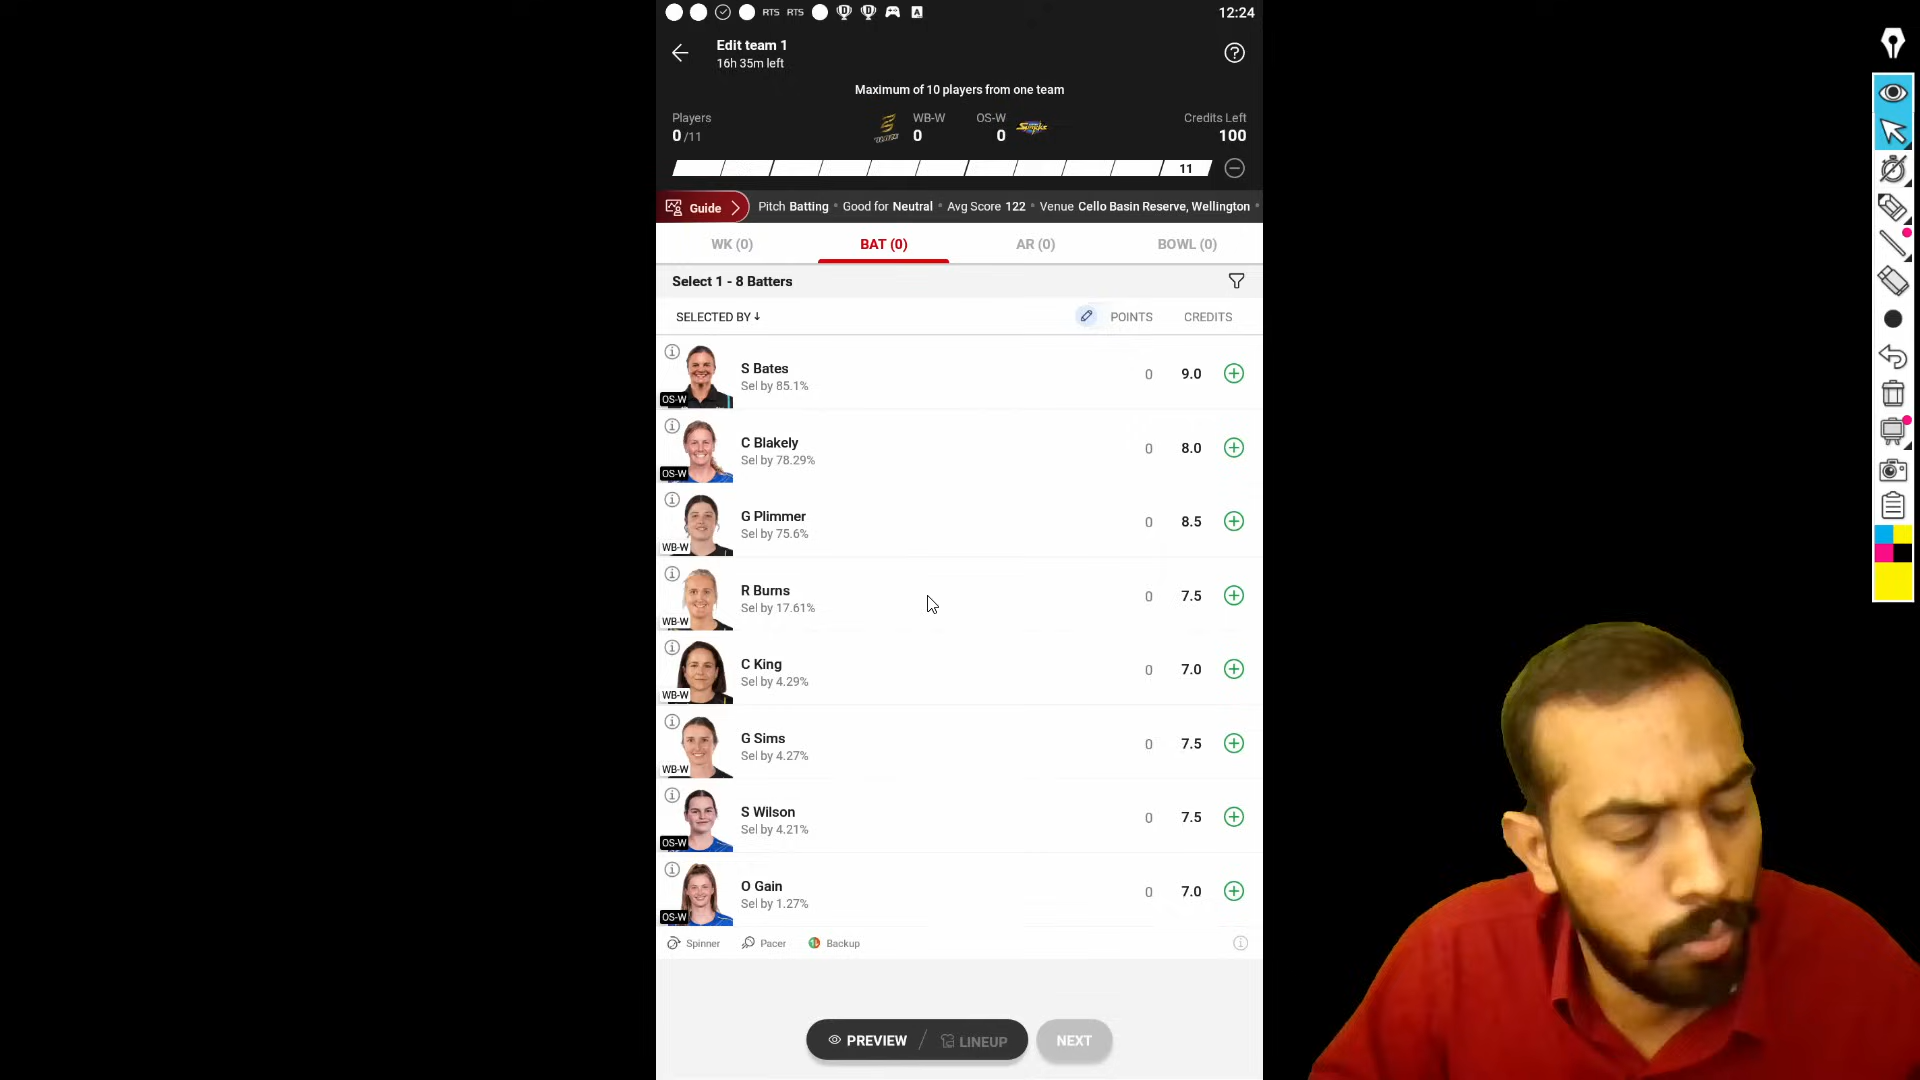 RTS RTS 12:24
Edit team 1
16h 35m left
Maximum of 10 players from one team
Players WB-W OS-W Credits Left
0/11 0 0 100
11
Guide Pitch Batting • Good for Neutral • Avg Score 122 • Venue Cello Basin Reserve, Wellington
WK (0) BAT (0) AR (0) BOWL (0)
Select 1 - 8 Batters
SELECTED BY ↓ POINTS CREDITS
S Bates 0 9.0
Sel by 85.1%
OS-W
C Blakely 0 8.0
Sel by 78.29%
OS-W
G Plimmer 0 8.5
Sel by 75.6%
WB-W
R Burns 0 7.5
Sel by 17.61%
WB-W
C King 0 7.0
Sel by 4.29%
WB-W
G Sims 0 7.5
Sel by 4.27%
WB-W
S Wilson 0 7.5
Sel by 4.21%
OS-W
O Gain 0 7.0
Sel by 1.27%
OS-W
Spinner Pacer Backup
PREVIEW / LINEUP NEXT